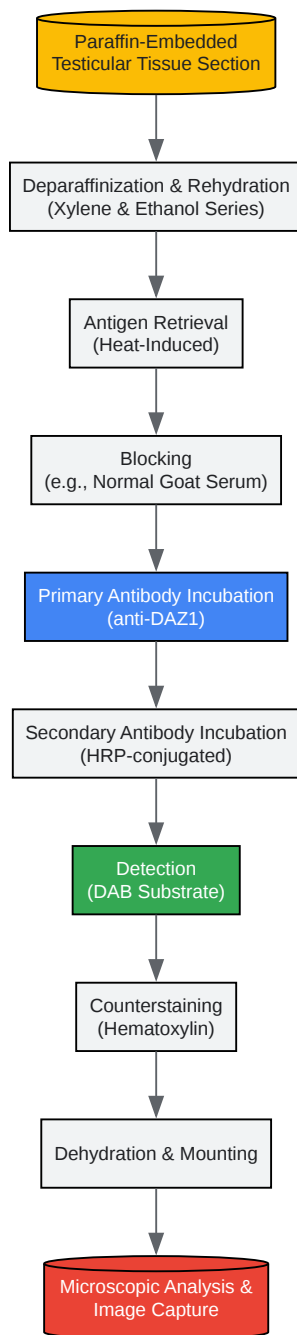 Paraffin-Embedded
Testicular Tissue Section
Deparaffinization & Rehydration
(Xylene & Ethanol Series)
Antigen Retrieval
(Heat-Induced)
Blocking
(e.g., Normal Goat Serum)
Primary Antibody Incubation
(anti-DAZ1)
Secondary Antibody Incubation
(HRP-conjugated)
Detection
(DAB Substrate)
Counterstaining
(Hematoxylin)
Dehydration & Mounting
Microscopic Analysis &
Image Capture